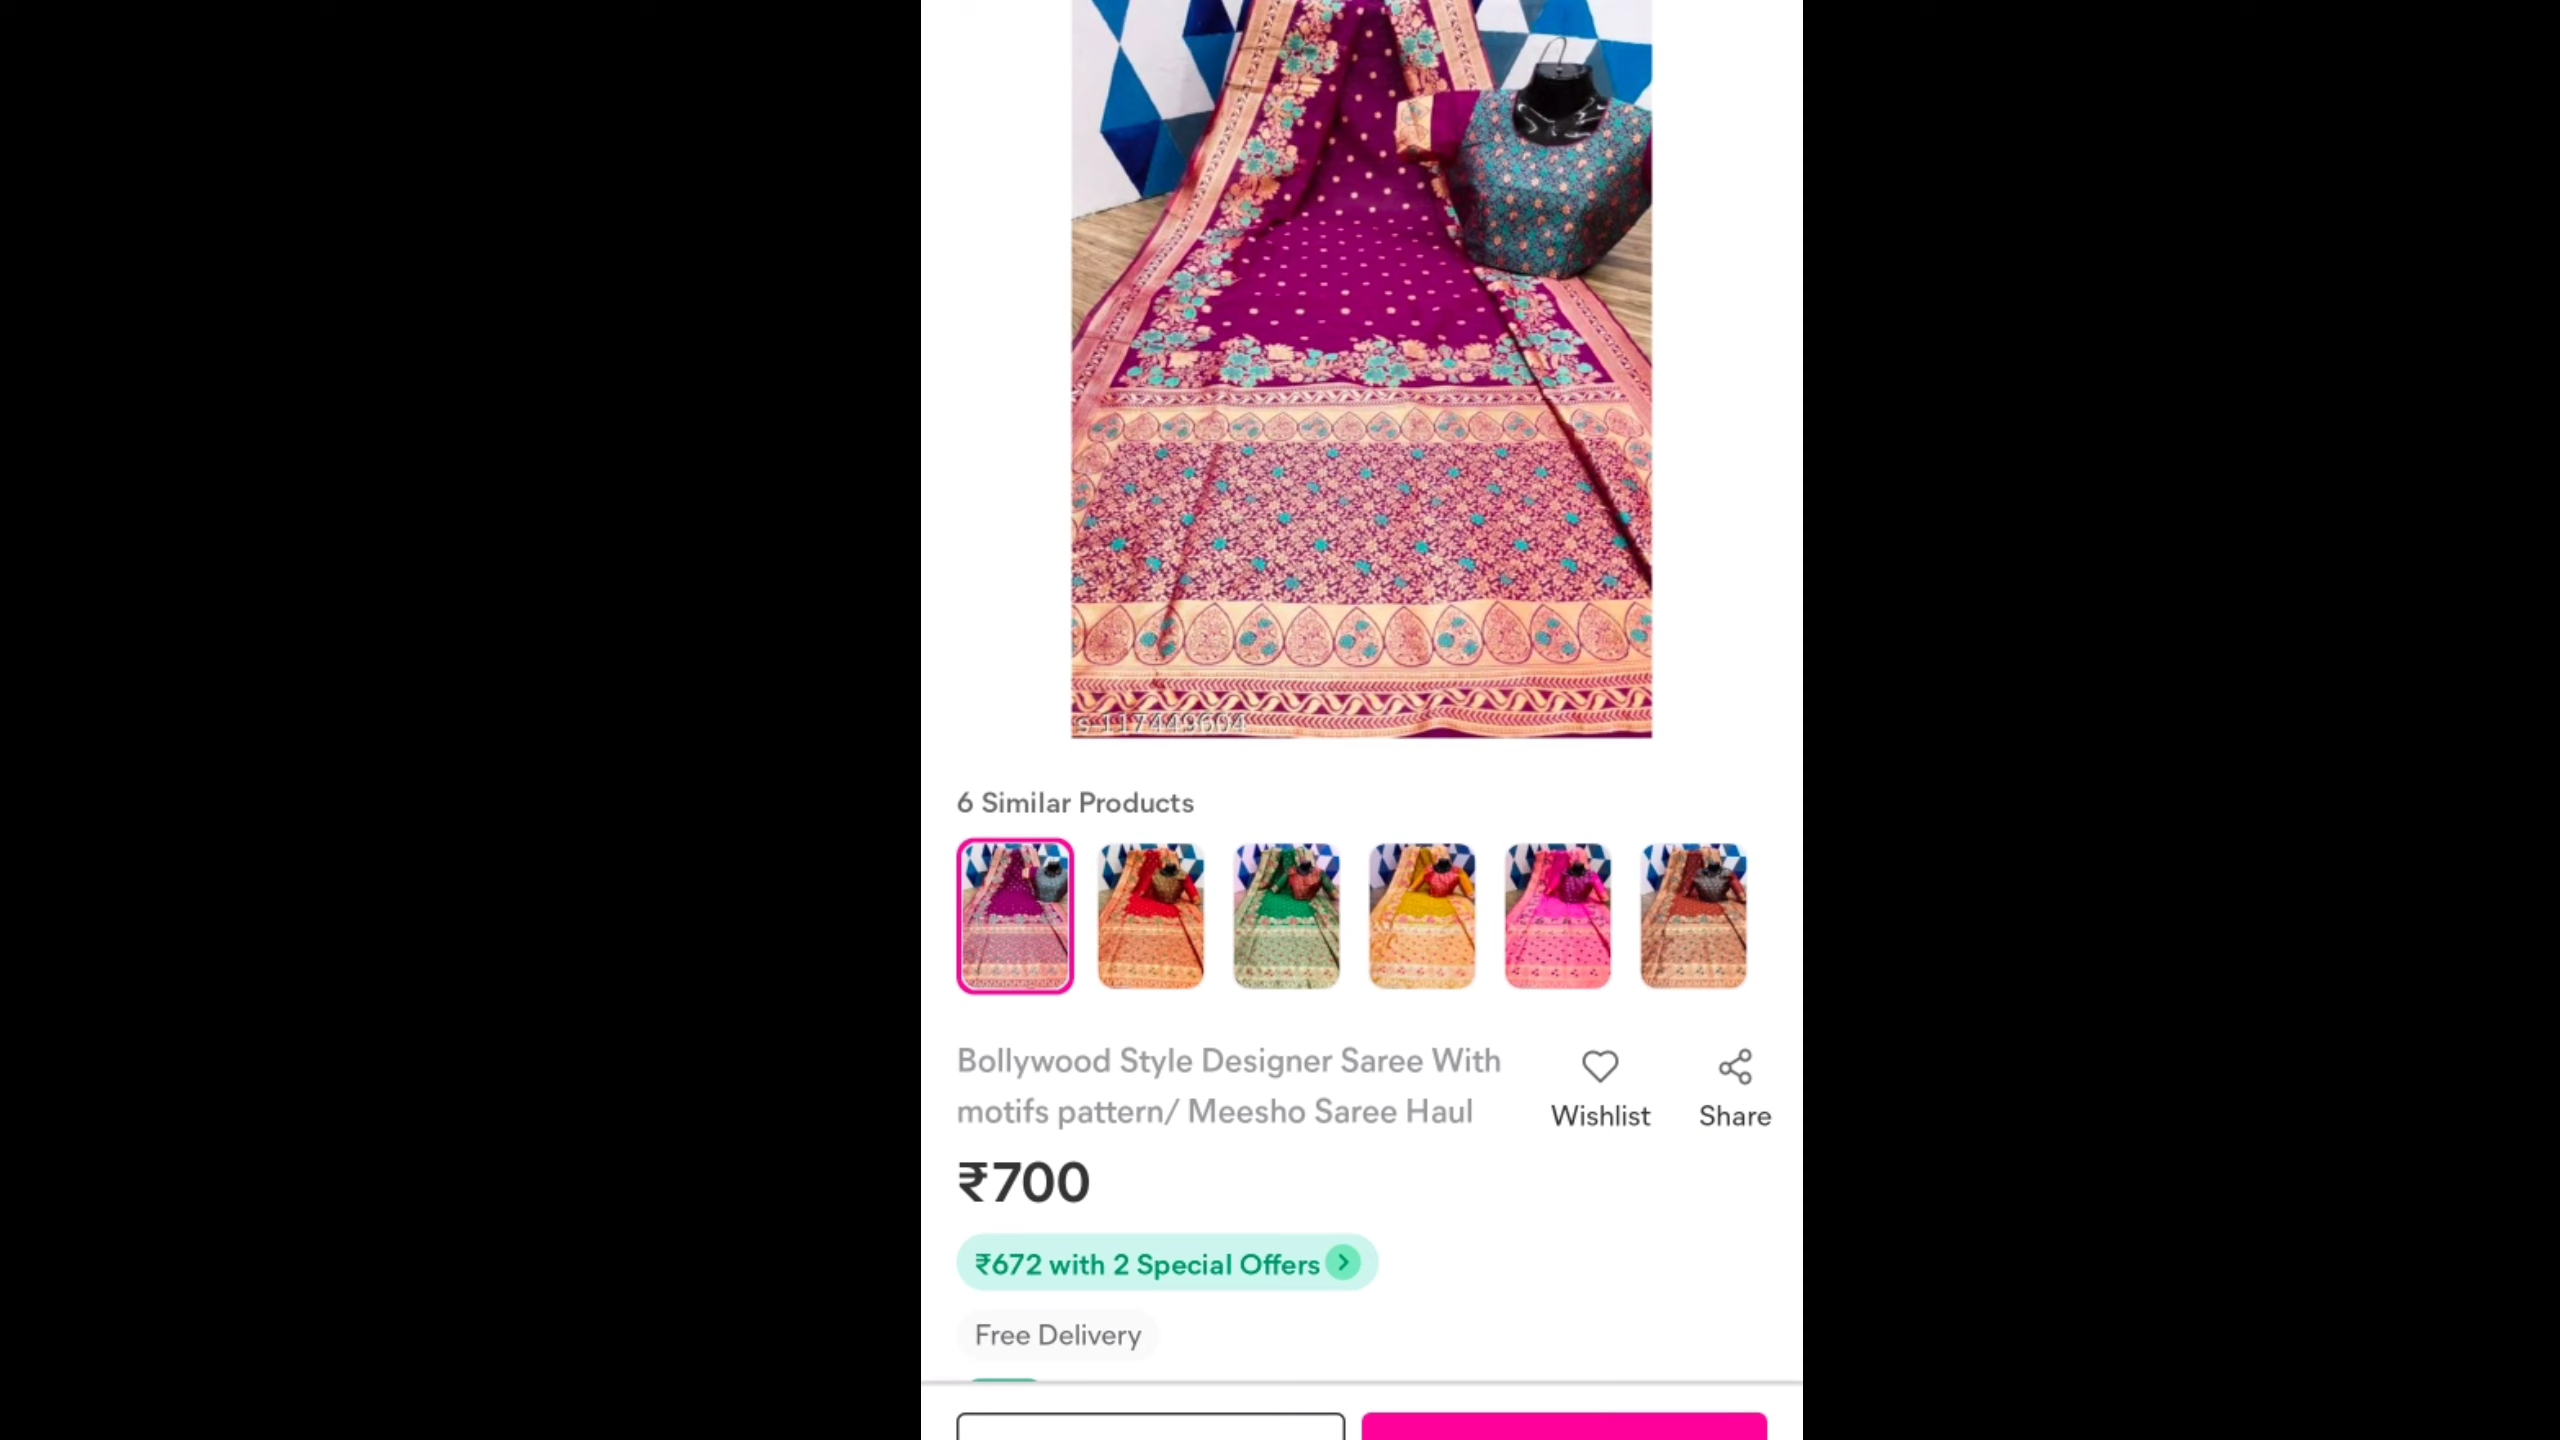 s-117449604
6 Similar Products
Bollywood Style Designer Saree With
motifs pattern/ Meesho Saree Haul
Wishlist
Share
₹700
₹672 with 2 Special Offers
Free Delivery